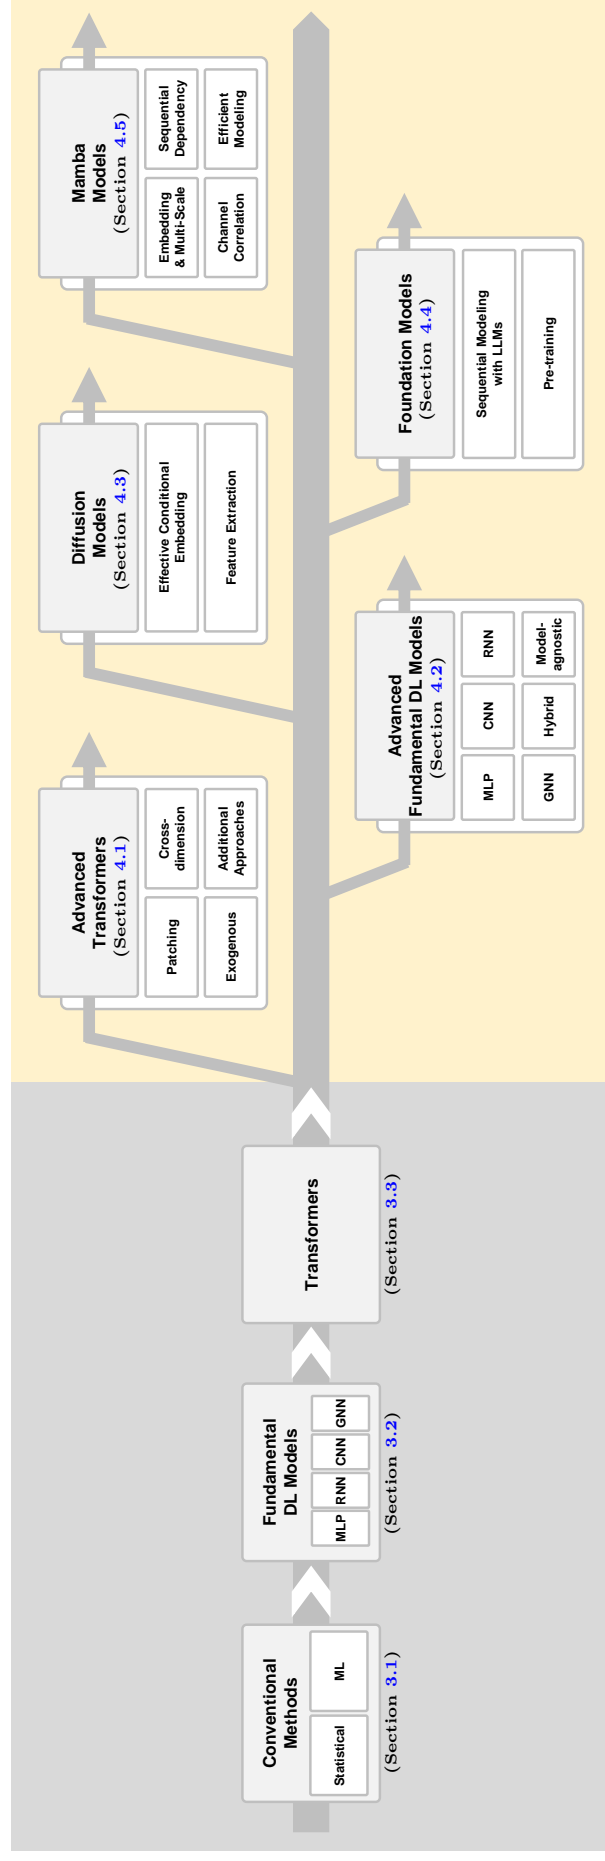 Conventional
Methods
Statistical
ML
(Section 3.1)
Fundamental
DL Models
MLP
RNN
CNN
GNN
(Section 3.2)
Transformers
(Section 3.3)
Advanced
Transformers
(Section 4.1)
Patching
Cross-
dimension
Exogenous
Additional
Approaches
Advanced
Fundamental DL Models
(Section 4.2)
MLP
CNN
RNN
GNN
Hybrid
Model-
agnostic
Diffusion
Models
(Section 4.3)
Effective Conditional
Embedding
Feature Extraction
Foundation Models
(Section 4.4)
Sequential Modeling
with LLMs
Pre-training
Mamba
Models
(Section 4.5)
Embedding
& Multi-Scale
Sequential
Dependency
Channel
Correlation
Efficient
Modeling